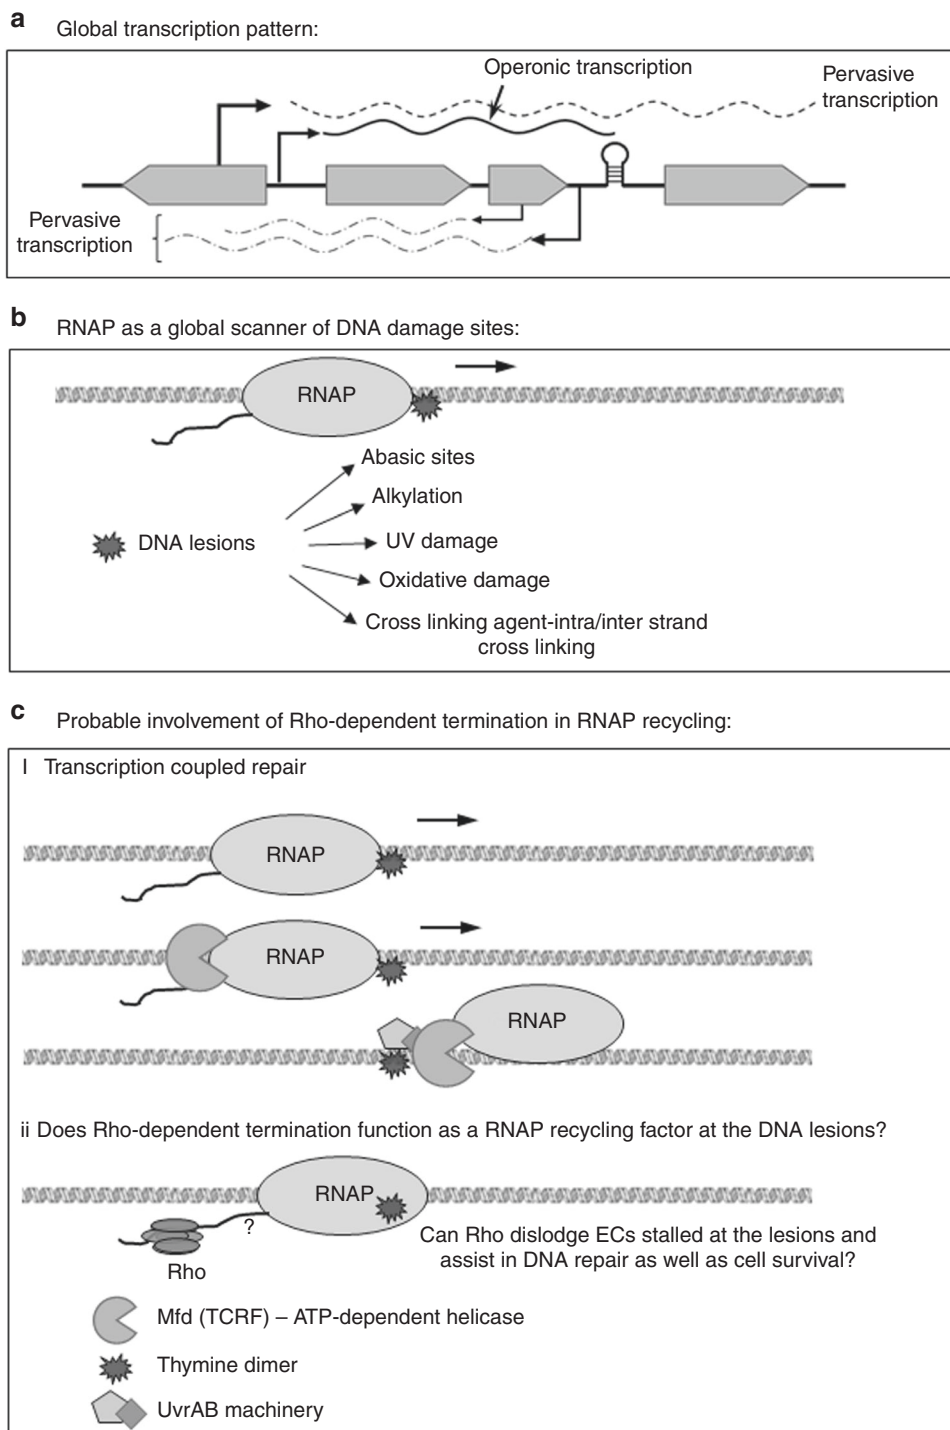 a
Global transcription pattern:
Operonic transcription
Pervasive
transcription
Pervasive
transcription
b
RNAP as a global scanner of DNA damage sites:
RNAP
Abasic sites
Alkylation
DNA lesions
UV damage
Oxidative damage
Cross linking agent-intra/inter strand
cross linking
c
Probable involvement of Rho-dependent termination in RNAP recycling:
I Transcription coupled repair
RNAP
RNAP
RNAP
ii Does Rho-dependent termination function as a RNAP recycling factor at the DNA lesions?
RNAP
?
Can Rho dislodge ECs stalled at the lesions and
assist in DNA repair as well as cell survival?
Rho
Mfd (TCRF) – ATP-dependent helicase
Thymine dimer
UvrAB machinery